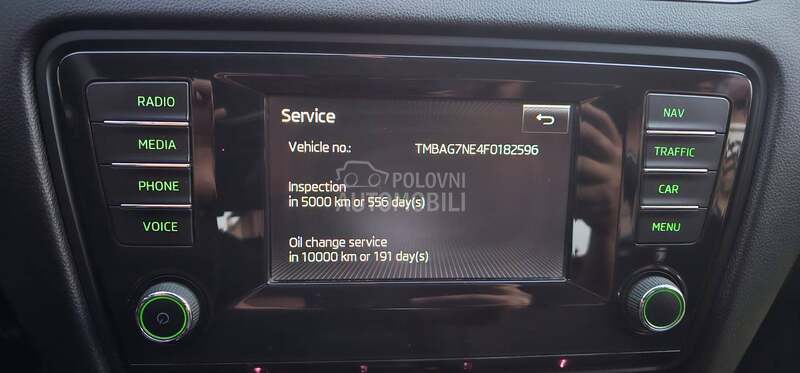 RADIO
MEDIA
PHONE
VOICE
Service
Vehicle no.: TMBAG7NE4F0182596
Inspection
in 5000 km or 556 day(s)
Oil change service
in 10000 km or 191 day(s)
POLOVNI
AUTOMOBILI
NAV
TRAFFIC
CAR
MENU